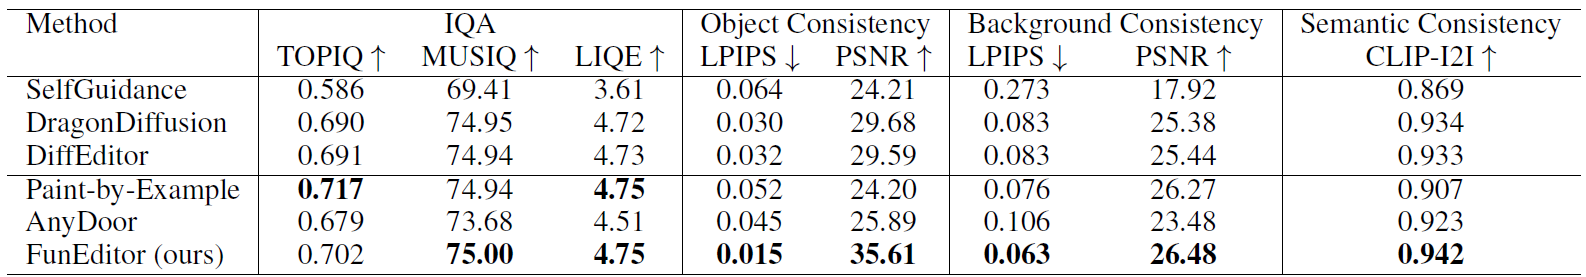 Method IQA Object Consistency Background Consistency Semantic Consistency
TOPIQ ↑ MUSIQ ↑ LIQE ↑ LPIPS ↓ PSNR ↑ LPIPS ↓ PSNR ↑ CLIP-I2I ↑
SelfGuidance 0.586 69.41 3.61 0.064 24.21 0.273 17.92 0.869
DragonDiffusion 0.690 74.95 4.72 0.030 29.68 0.083 25.38 0.934
DiffEditor 0.691 74.94 4.73 0.032 29.59 0.083 25.44 0.933
Paint-by-Example 0.717 74.94 4.75 0.052 24.20 0.076 26.27 0.907
AnyDoor 0.679 73.68 4.51 0.045 25.89 0.106 23.48 0.923
FunEditor (ours) 0.702 75.00 4.75 0.015 35.61 0.063 26.48 0.942